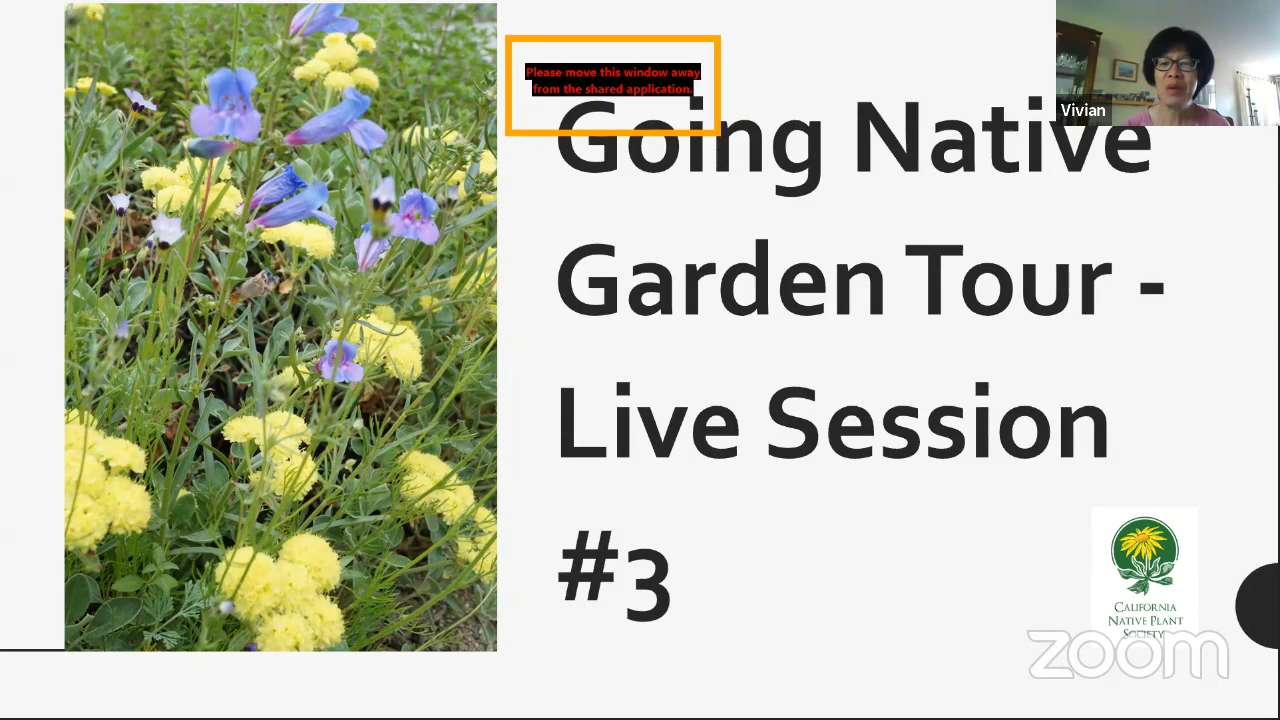 Please move this window away
from the shared application.
Vivian
Going Native
Garden Tour -
Live Session
#3
CALIFORNIA
NATIVE PLANT
SOCIETY
zoom